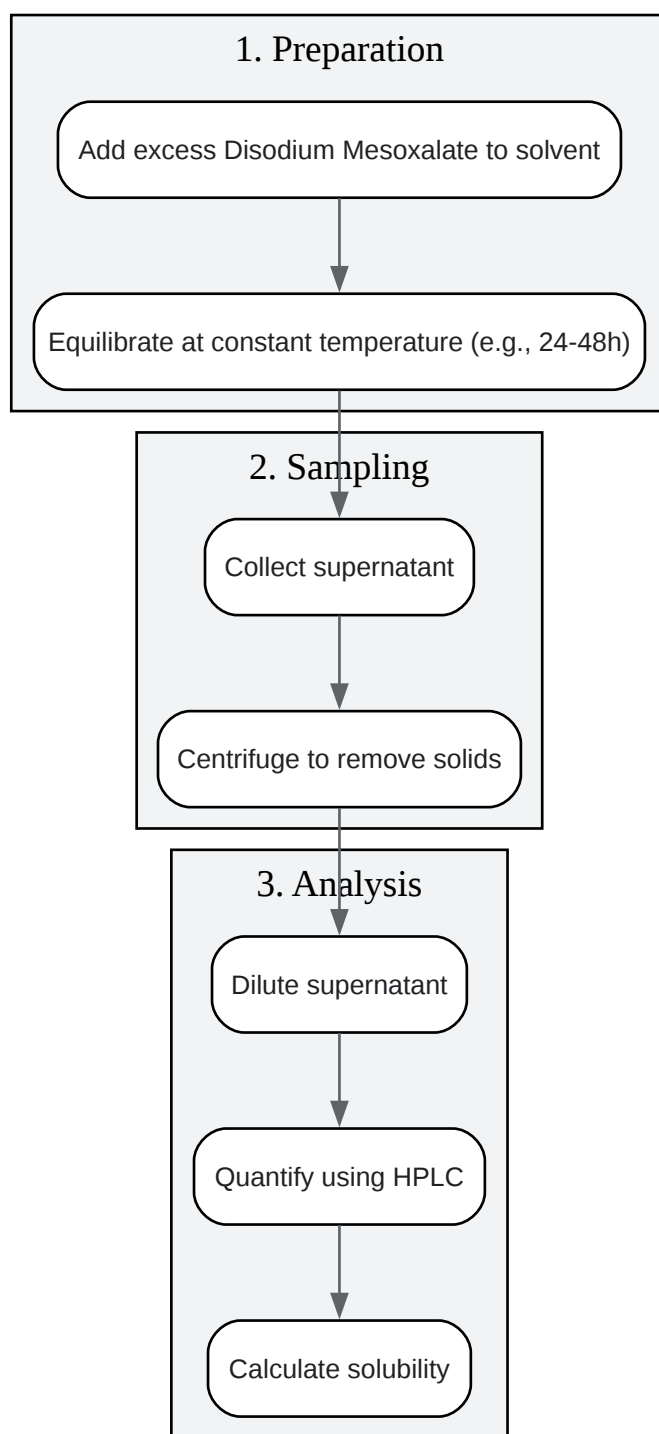 1. Preparation
Add excess Disodium Mesoxalate to solvent
Equilibrate at constant temperature (e.g., 24-48h)
2. Sampling
Collect supernatant
Centrifuge to remove solids
3. Analysis
Dilute supernatant
Quantify using HPLC
Calculate solubility